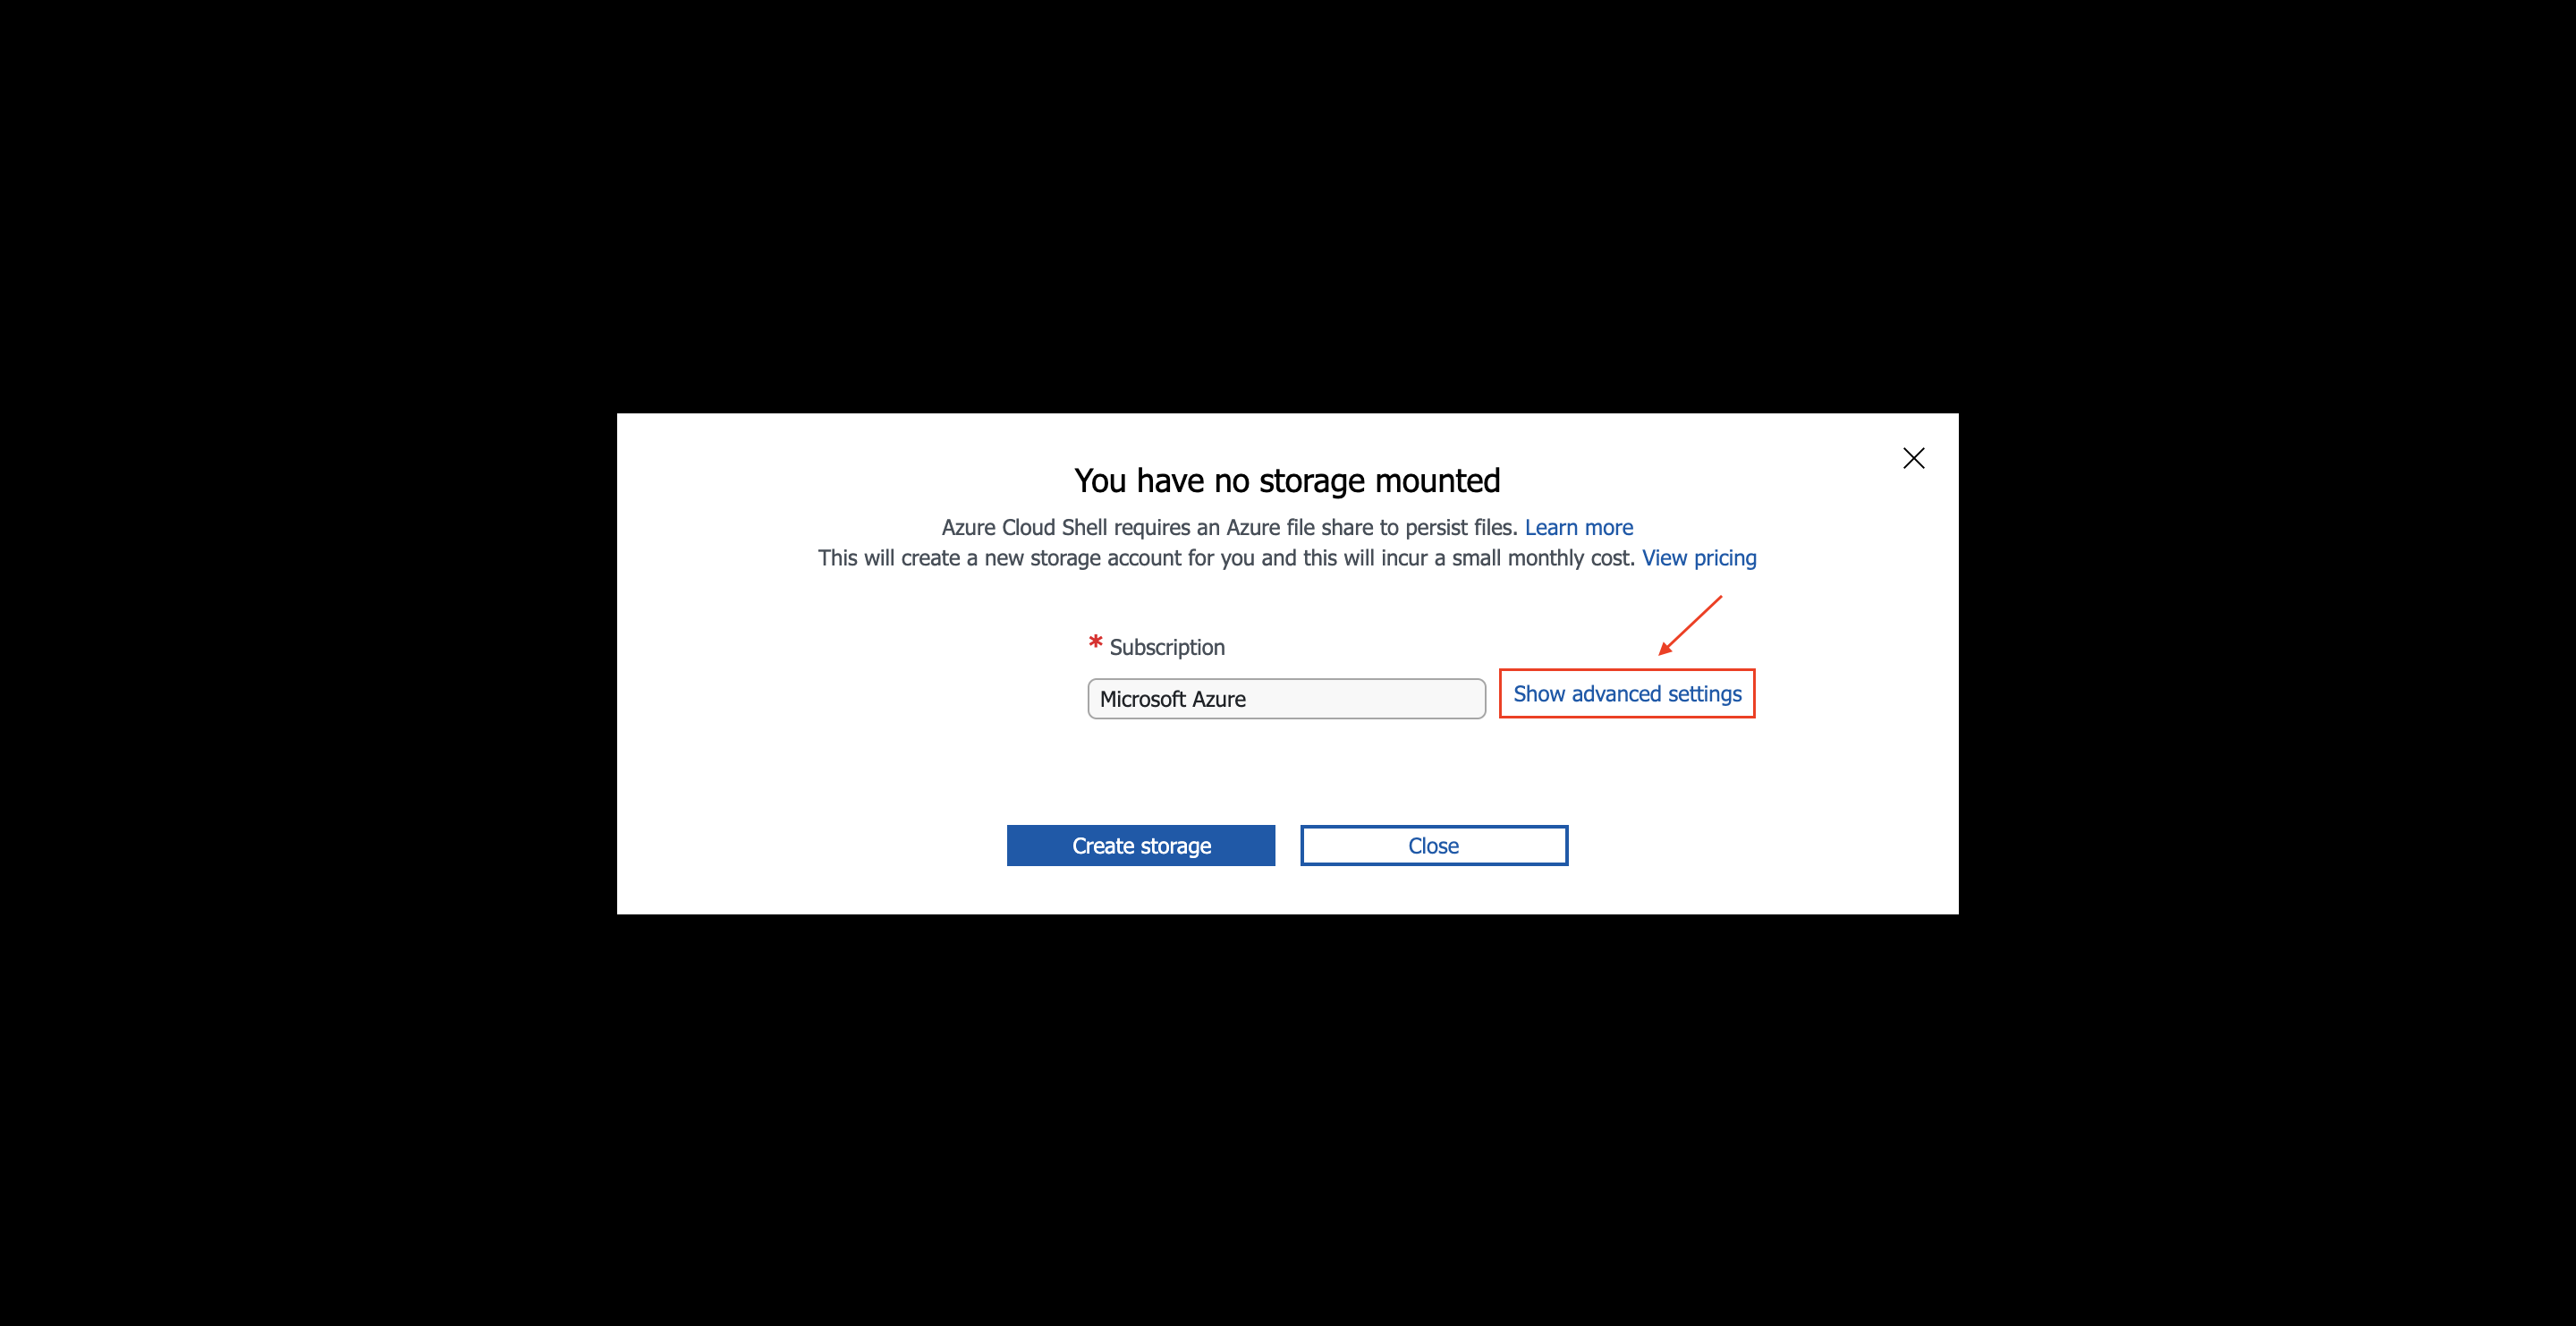 You have no storage mounted
Azure Cloud Shell requires an Azure file share to persist files. Learn more
This will create a new storage account for you and this will incur a small monthly cost. View pricing
* Subscription
Microsoft Azure
Show advanced settings
Create storage
Close